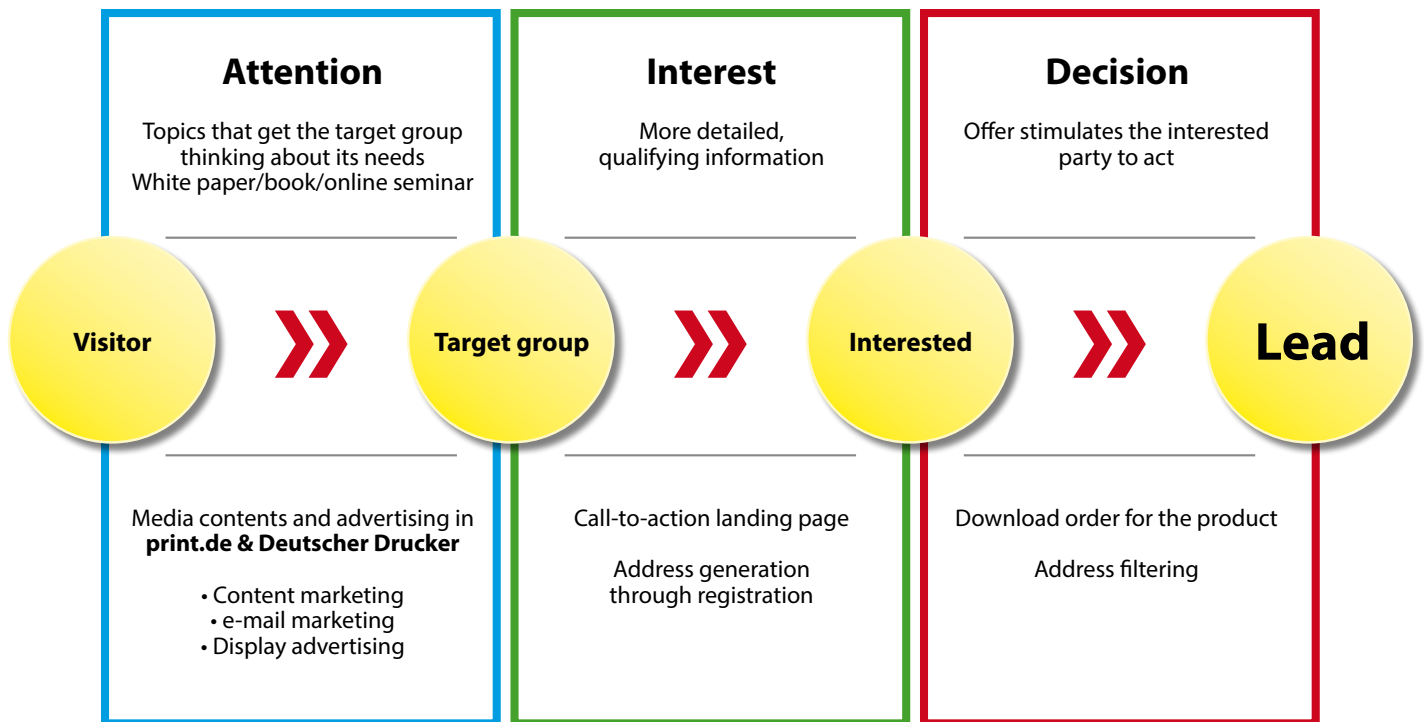 Attention
Topics that get the target group
thinking about its needs
White paper/book/online seminar
Interest
More detailed,
qualifying information
Decision
Offer stimulates the interested
party to act
Visitor
Target group
Interested
Lead
Media contents and advertising in
print.de & Deutscher Drucker
• Content marketing
• e-mail marketing
• Display advertising
Call-to-action landing page
Address generation
through registration
Download order for the product
Address filtering